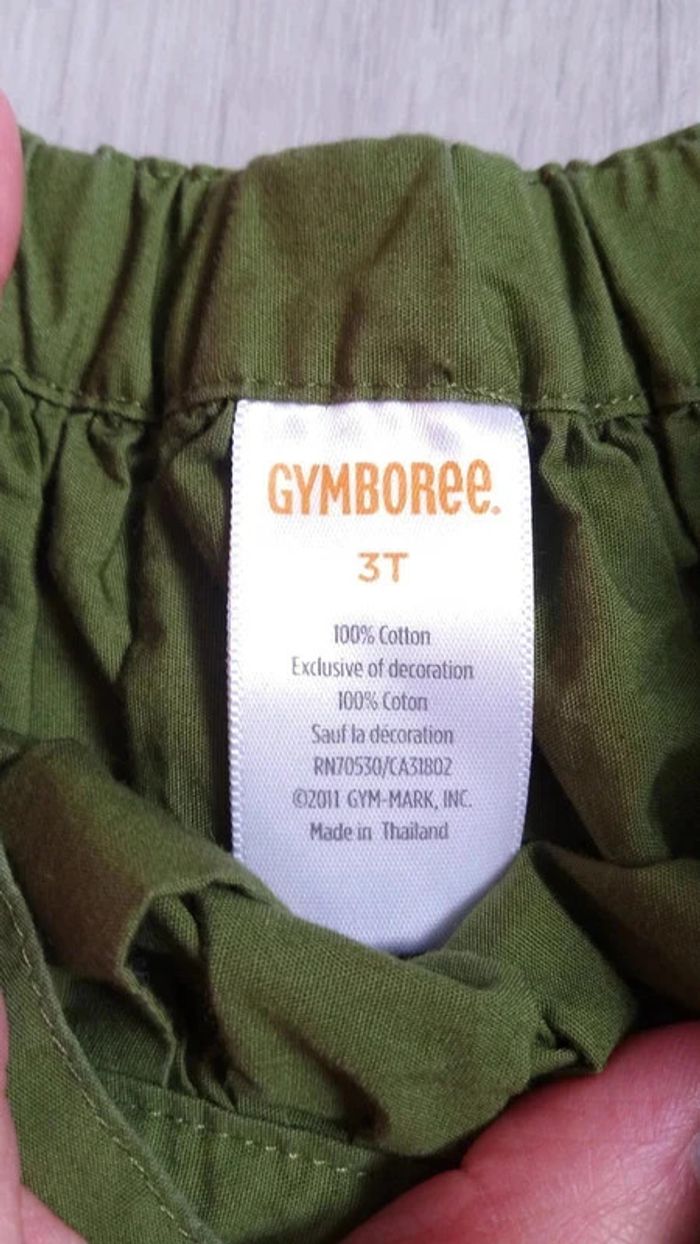 GYMBOREE.
3T
100% Cotton
Exclusive of decoration
100% Coton
Sauf la décoration
RN70530/CA31802
©2011 GYM-MARK, INC.
Made in Thailand